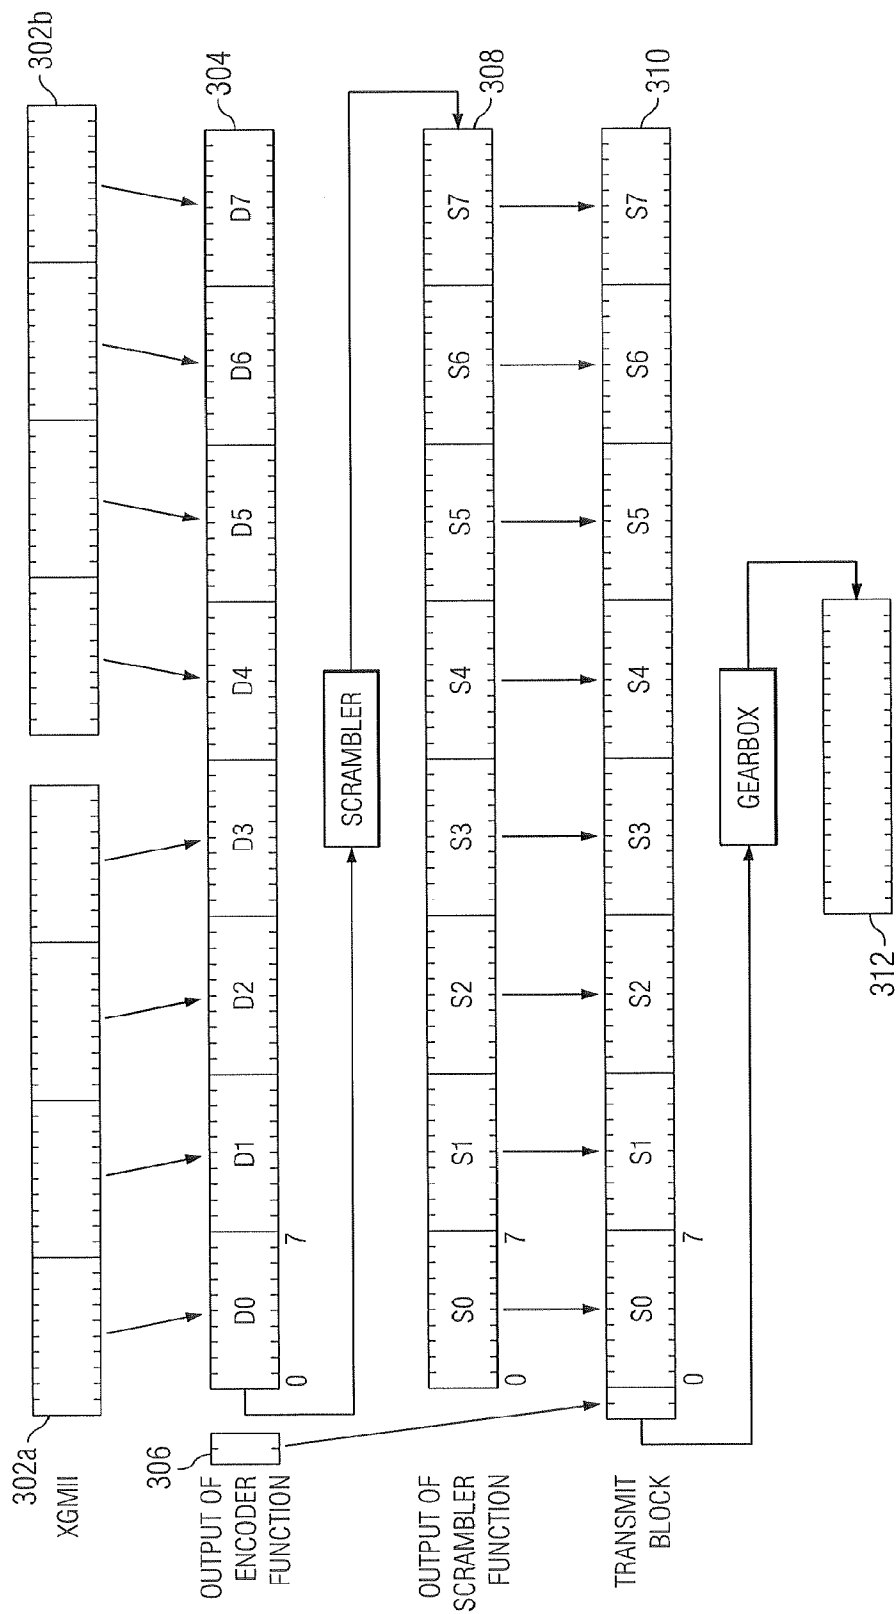 302a
302b
XGMII
304
306
OUTPUT OF
ENCODER
FUNCTION
D0
D1
D2
D3
D4
D5
D6
D7
0
7
SCRAMBLER
308
OUTPUT OF
SCRAMBLER
FUNCTION
S0
S1
S2
S3
S4
S5
S6
S7
0
7
310
TRANSMIT
BLOCK
S0
S1
S2
S3
S4
S5
S6
S7
0
7
GEARBOX
312